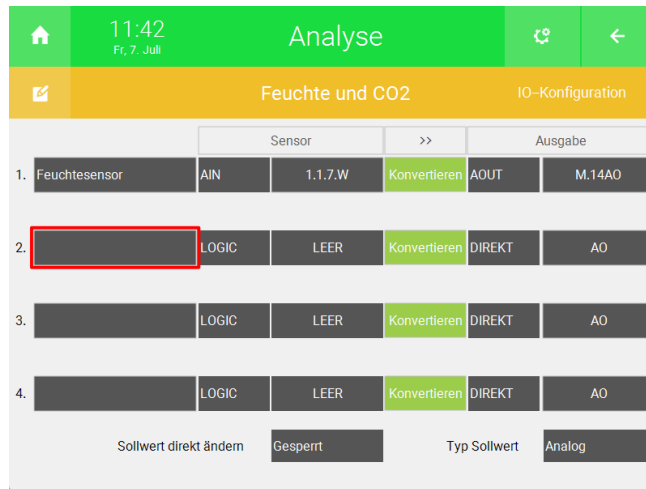 11:42
Fr, 7. Juli
Analyse
Feuchte und CO2
IO-Konfiguration
Sensor >> Ausgabe
1. Feuchtesensor AIN 1.1.7.W Konvertieren AOUT M.14AO
2. LOGIC LEER Konvertieren DIREKT AO
3. LOGIC LEER Konvertieren DIREKT AO
4. LOGIC LEER Konvertieren DIREKT AO
Sollwert direkt ändern Gesperrt Typ Sollwert Analog